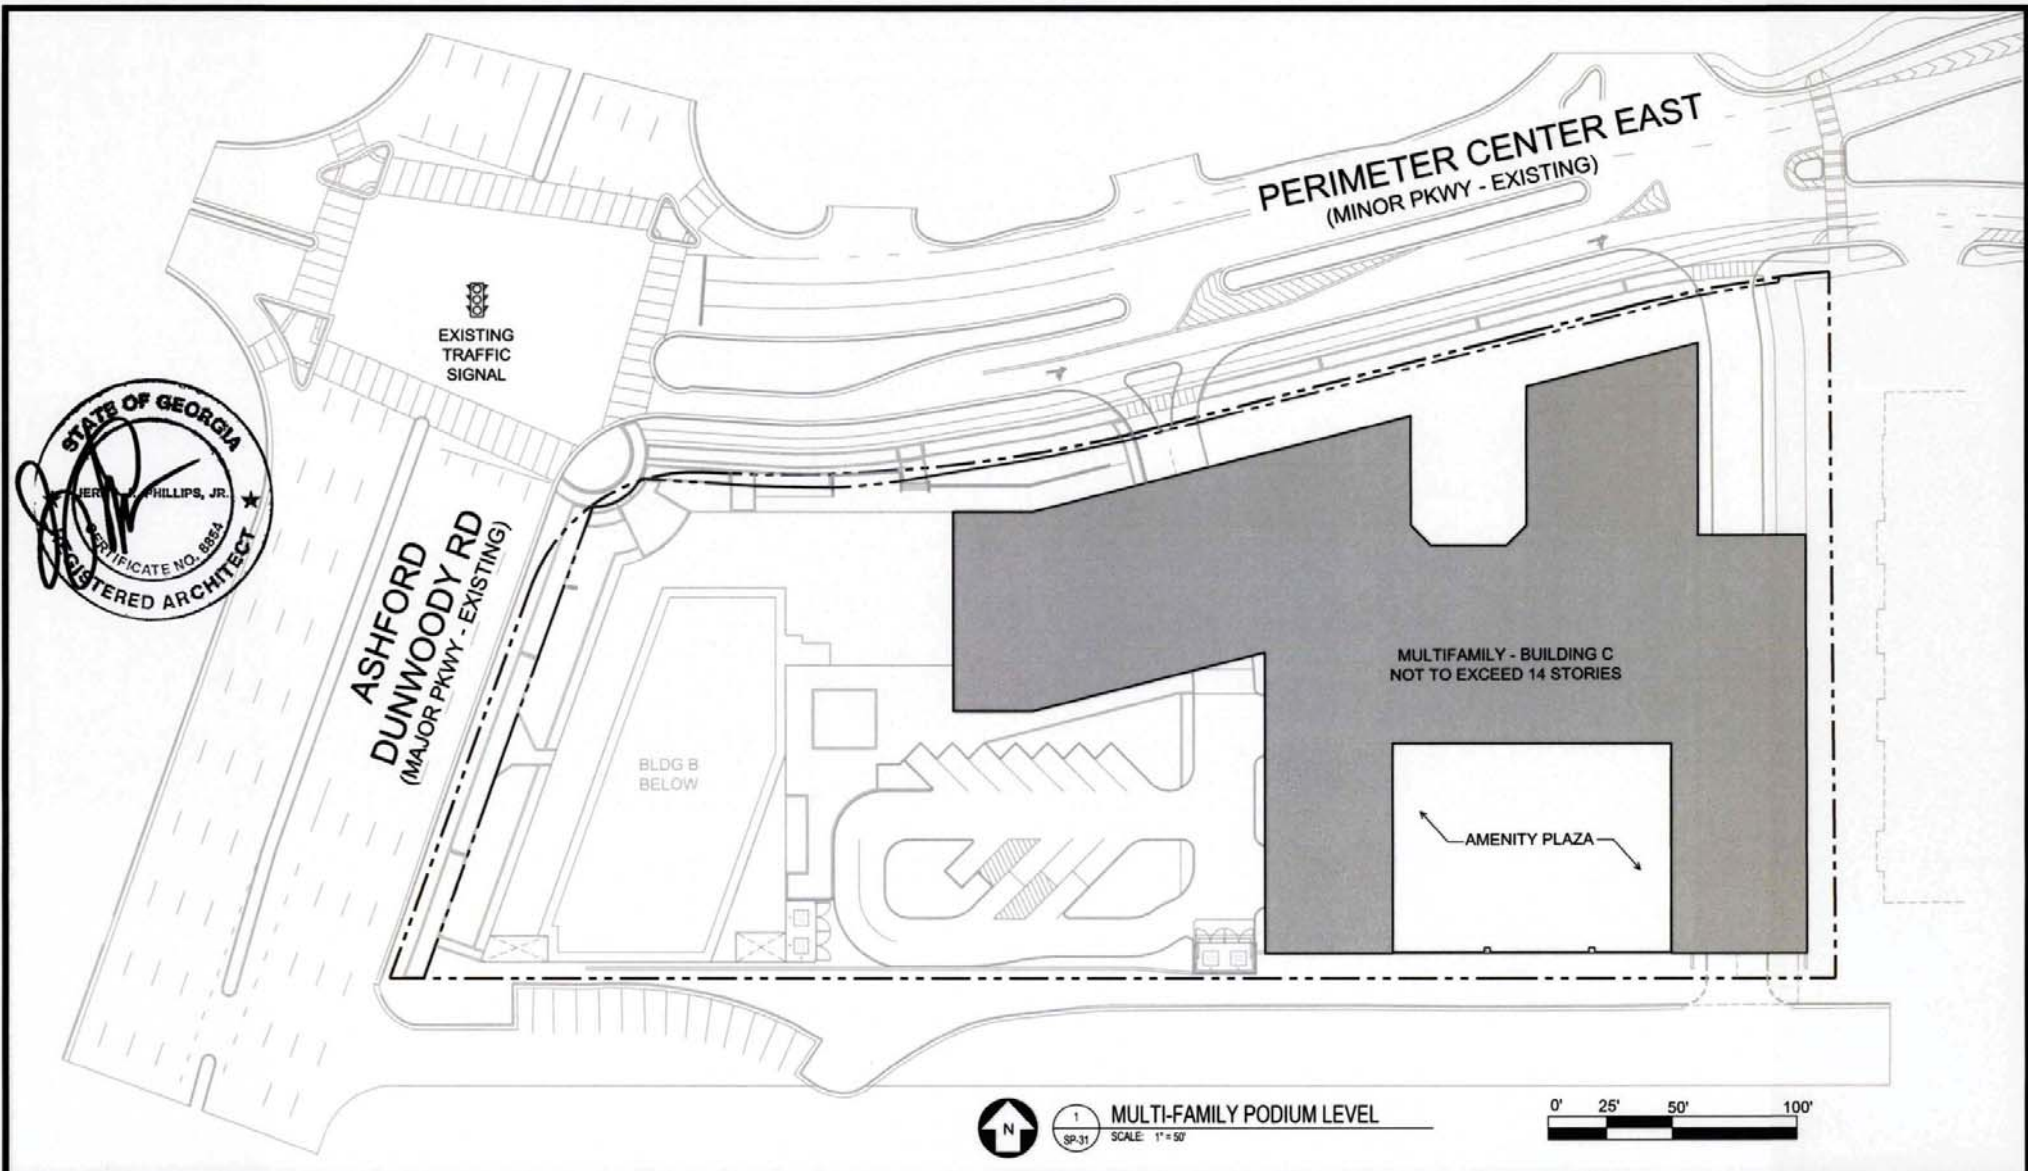 PERIMETER CENTER EAST
(MINOR PKWY - EXISTING)
EXISTING
TRAFFIC
SIGNAL
STATE OF GEORGIA
PHILLIPS, JR.
CERTIFICATE NO. 8854
REGISTERED ARCHITECT
ASHFORD
DUNWOODY RD
(MAJOR PKWY - EXISTING)
MULTIFAMILY - BUILDING C
NOT TO EXCEED 14 STORIES
BLDG B
BELOW
AMENITY PLAZA
N
1
SP-31
MULTI-FAMILY PODIUM LEVEL
SCALE: 1" = 50'
0' 25' 50' 100'